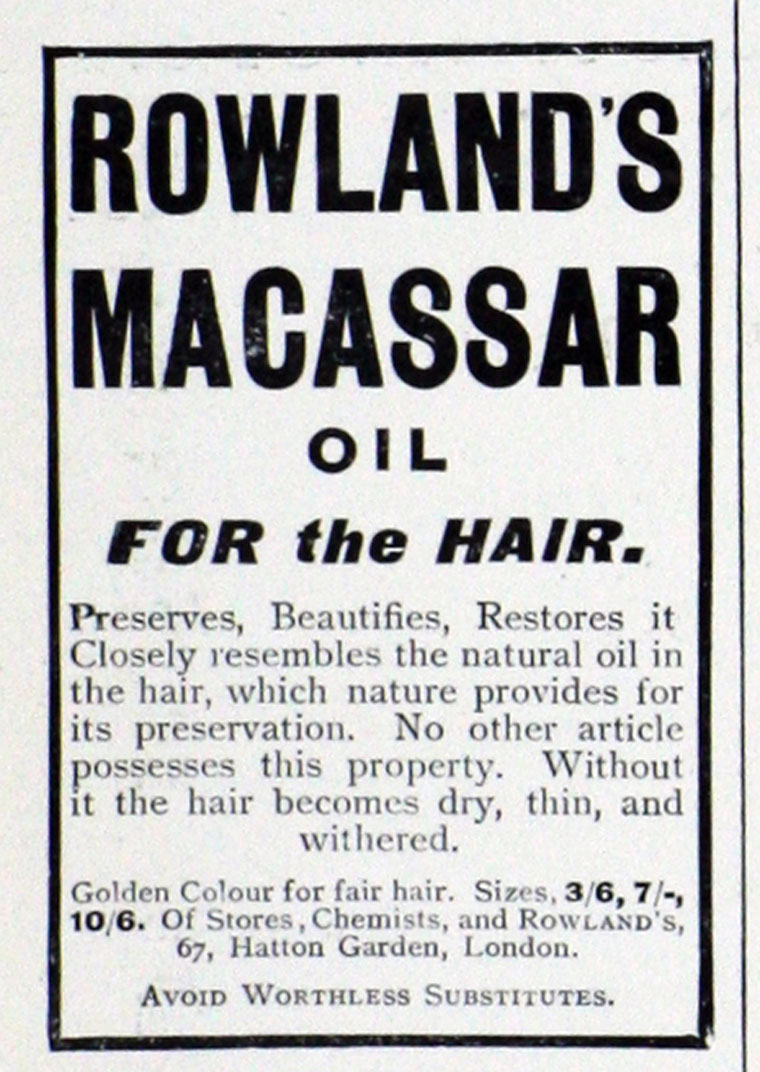 ROWLAND'S
MACASSAR
OIL
FOR the HAIR.
Preserves, Beautifies, Restores it
Closely resembles the natural oil in
the hair, which nature provides for
its preservation. No other article
possesses this property. Without
it the hair becomes dry, thin, and
withered.
Golden Colour for fair hair. Sizes, 3/6, 7/-,
10/6. Of Stores, Chemists, and ROWLAND'S,
67, Hatton Garden, London.
AVOID WORTHLESS SUBSTITUTES.